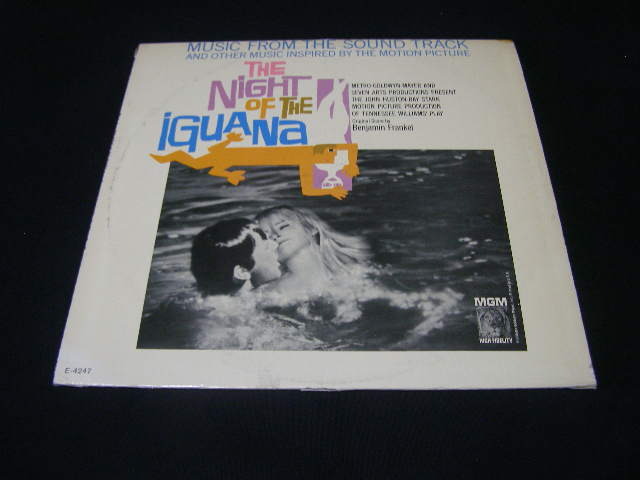 MUSIC FROM THE SOUND TRACK
AND OTHER MUSIC INSPIRED BY THE MOTION PICTURE
THE
NiGHT
OF THE
iGUANA
METRO-GOLDWYN-MAYER AND
SEVEN ARTS PRODUCTIONS PRESENT
THE JOHN HUSTON-RAY STARK
MOTION PICTURE PRODUCTION
OF TENNESSEE WILLIAMS' PLAY
Original Score by
Benjamin Frankel
MGM
HIGH FIDELITY
E-4247